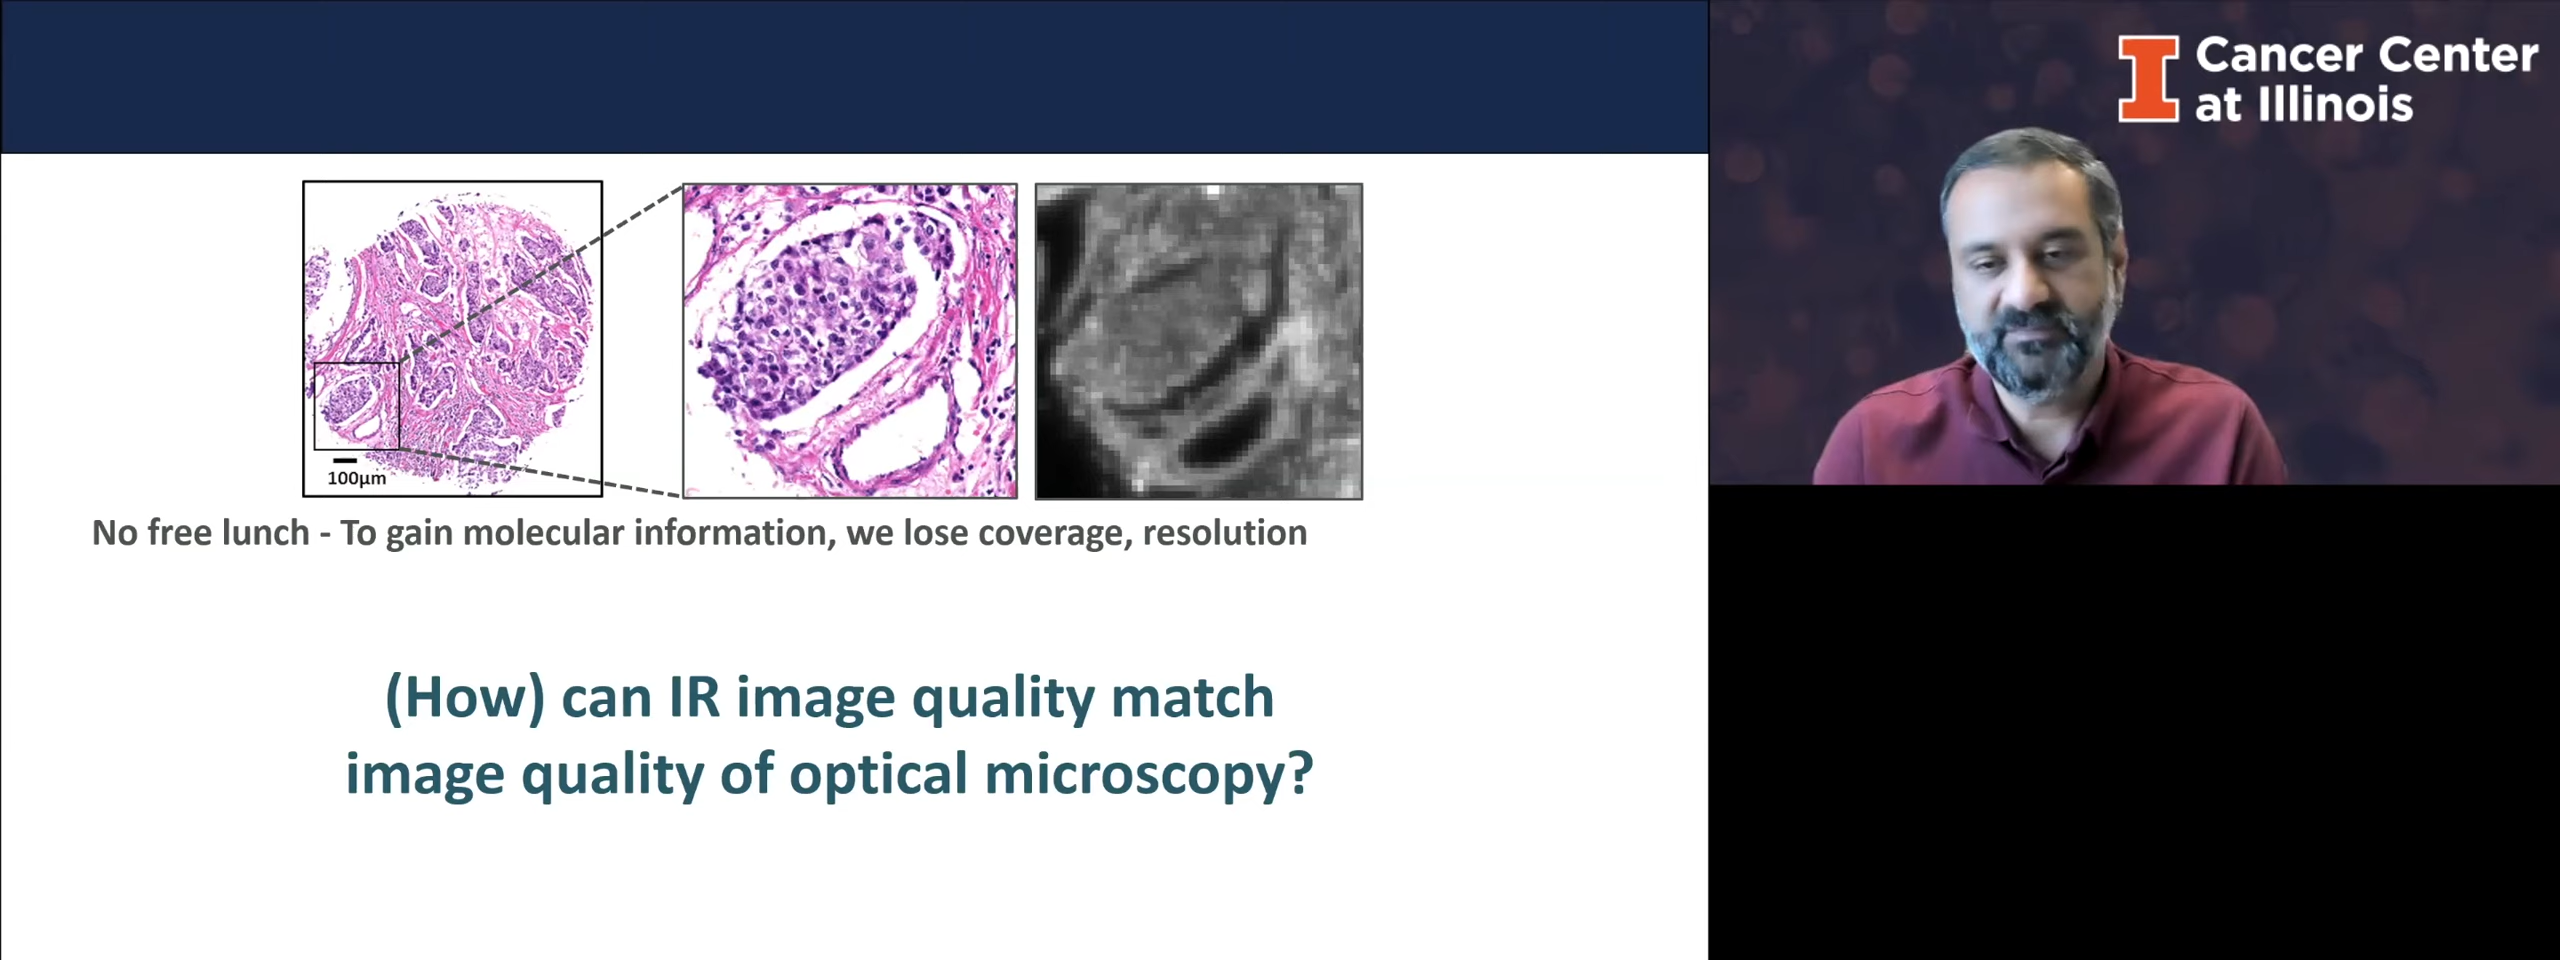 Cancer Center
at Illinois
100µm
No free lunch - To gain molecular information, we lose coverage, resolution
(How) can IR image quality match
image quality of optical microscopy?